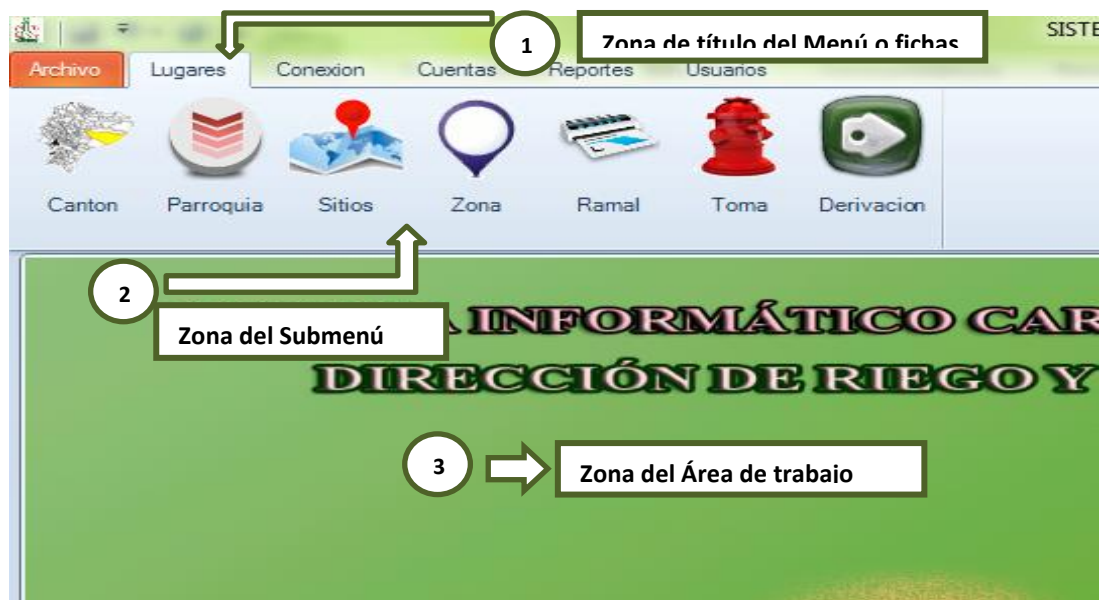 SISTE
1
Zona de título del Menú o fichas
Archivo Lugares Conexion Cuentas Reportes Usuarios
Canton Parroquia Sitios Zona Ramal Toma Derivacion
2
Zona del Submenú
A INFORMÁTICO CAR
DIRECCIÓN DE RIEGO Y
3
Zona del Área de trabajo